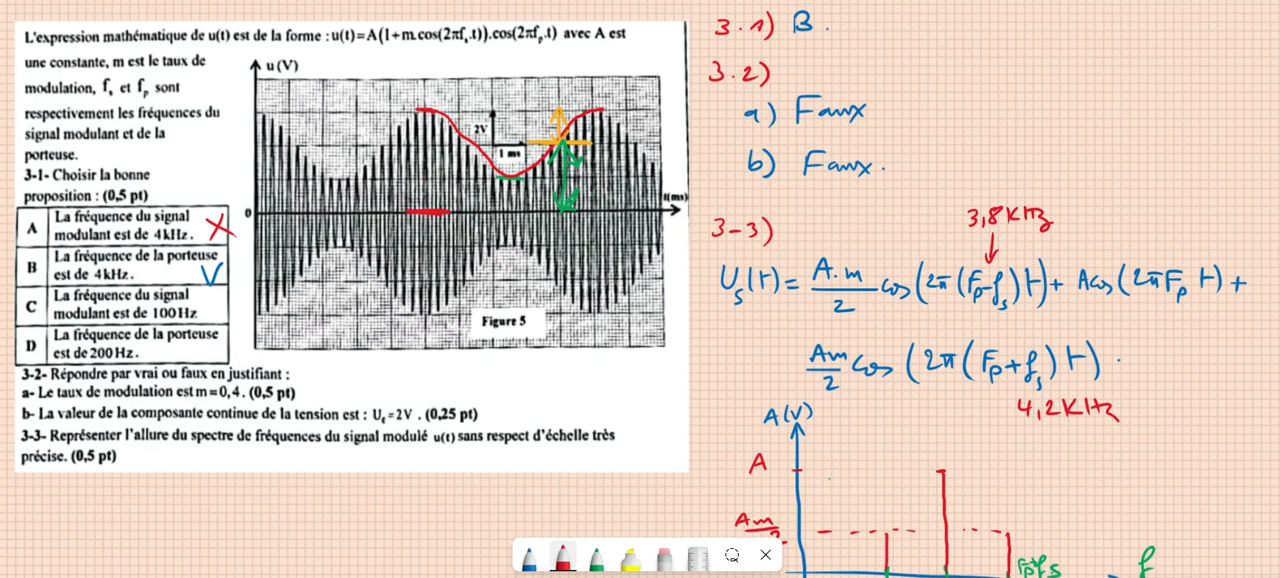 L'expression mathématique de u(t) est de la forme : u(t)=A(1+m.cos(2πfₛ.t)).cos(2πfₚ.t) avec A est
une constante, m est le taux de
modulation, fₛ et fₚ sont
respectivement les fréquences du
signal modulant et de la
porteuse.
3-1- Choisir la bonne
proposition : (0,5 pt)
A La fréquence du signal
modulant est de 4kHz. X
B La fréquence de la porteuse
est de 4kHz. V
C La fréquence du signal
modulant est de 100Hz
D La fréquence de la porteuse
est de 200Hz.
u(V)
2V
1 ms
t(ms)
0
Figure 5
3-2- Répondre par vrai ou faux en justifiant :
a- Le taux de modulation est m=0,4. (0,5 pt)
b- La valeur de la composante continue de la tension est : U₀=2V . (0,25 pt)
3-3- Représenter l'allure du spectre de fréquences du signal modulé u(t) sans respect d'échelle très
précise. (0,5 pt)
3.1) B.
3.2)
a) Faux
b) Faux.
3-3)
3,8KHz
Uₛ(t)= A.m/2 cos(2π(Fₚ-fₛ)t)+ Acos(2πFₚt)+
Am/2 cos(2π(Fₚ+fₛ)t).
4,2KHz
A(V)
A
Am/2
Fₚ+fₛ
f